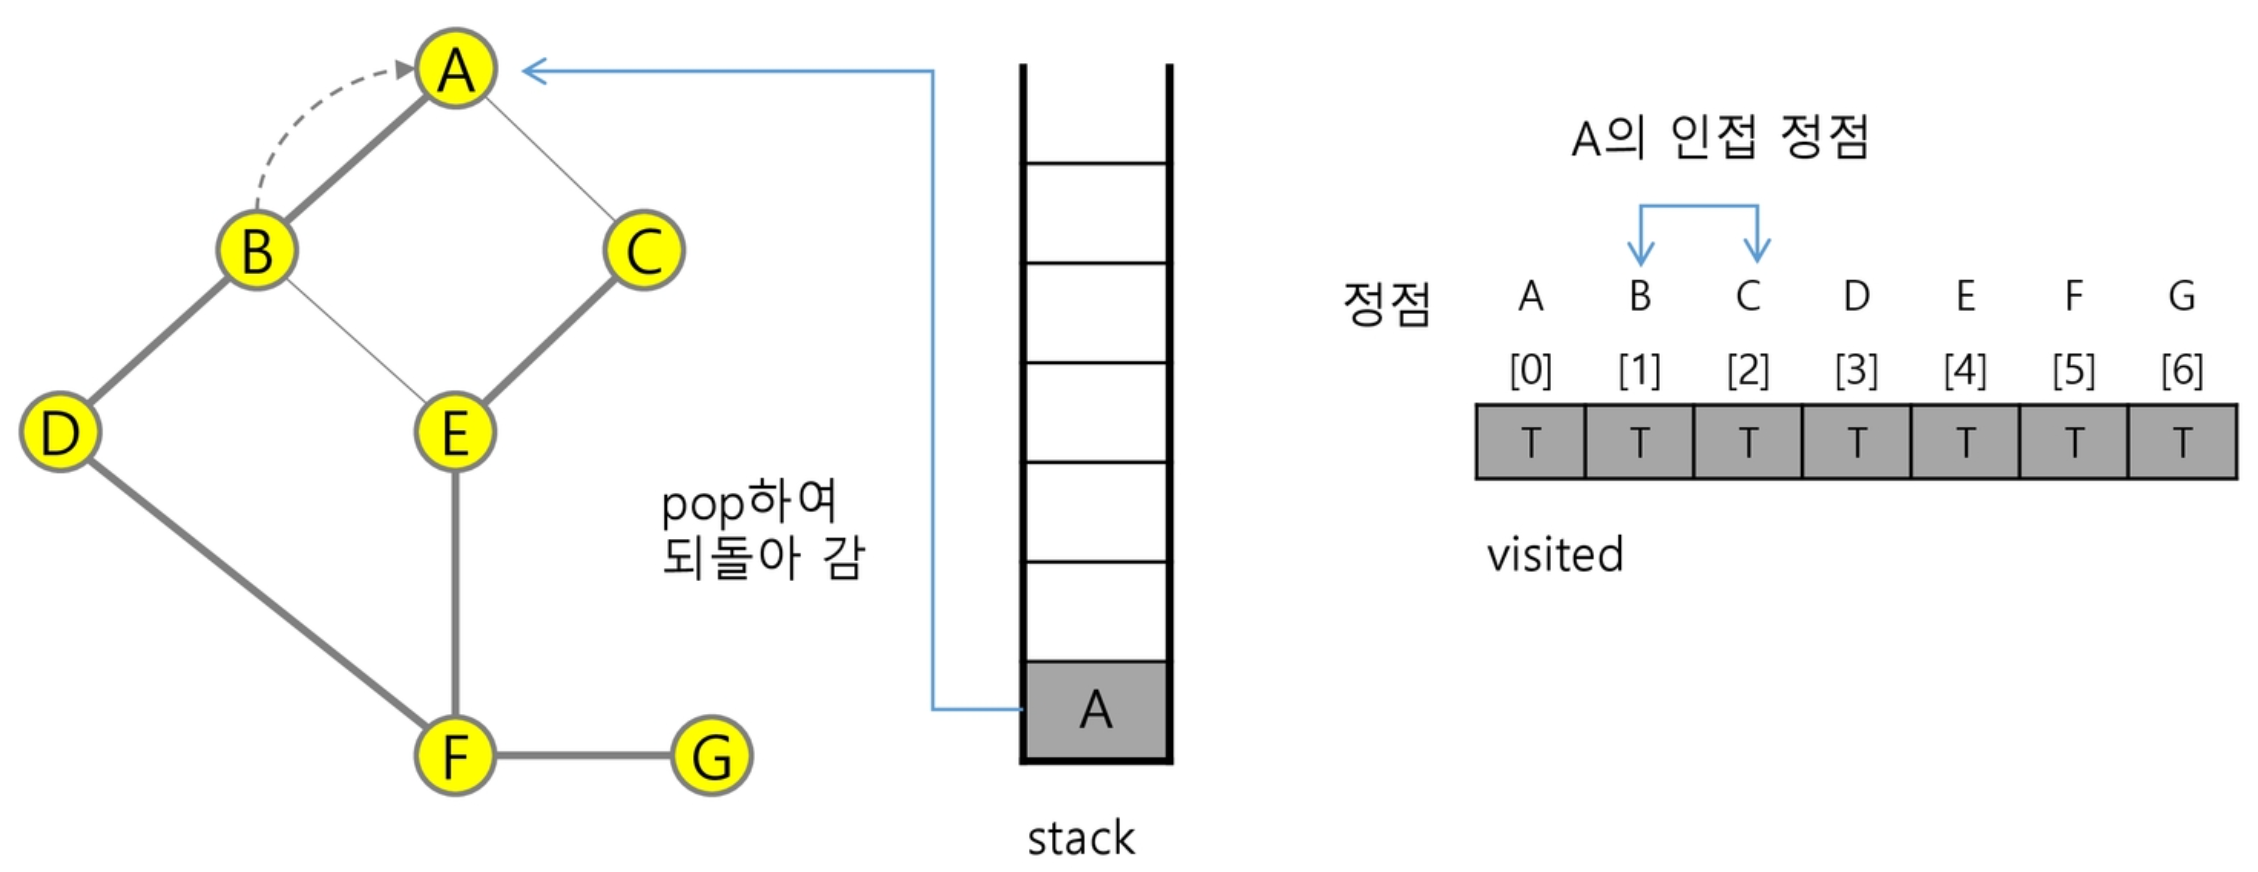 A
B
C
D
E
F
G
pop하여
되돌아 감
A
stack
A의 인접 정점
정점 A B C D E F G
[0] [1] [2] [3] [4] [5] [6]
T T T T T T T
visited